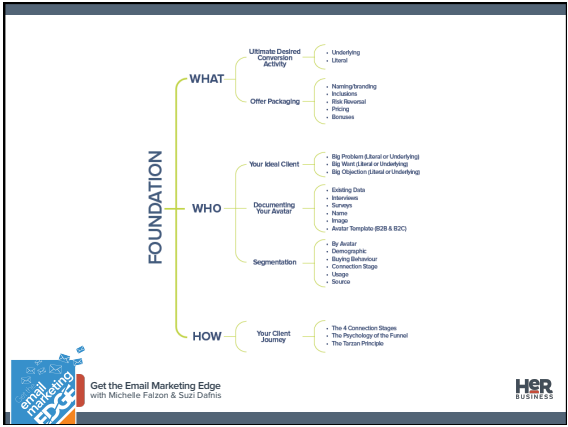 FOUNDATION
WHAT
Ultimate Desired
Conversion
Activity
• Underlying
• Literal
Offer Packaging
• Naming/branding
• Inclusions
• Risk Reversal
• Pricing
• Bonuses
WHO
Your Ideal Client
• Big Problem (Literal or Underlying)
• Big Want (Literal or Underlying)
• Big Objection (Literal or Underlying)
Documenting
Your Avatar
• Existing Data
• Interviews
• Surveys
• Name
• Image
• Avatar Template (B2B & B2C)
Segmentation
• By Avatar
• Demographic
• Buying Behaviour
• Connection Stage
• Usage
• Source
HOW
Your Client
Journey
• The 4 Connection Stages
• The Psychology of the Funnel
• The Tarzan Principle
email
marketing
EDGE
Get the Email Marketing Edge
with Michelle Falzon & Suzi Dafnis
HER
BUSINESS